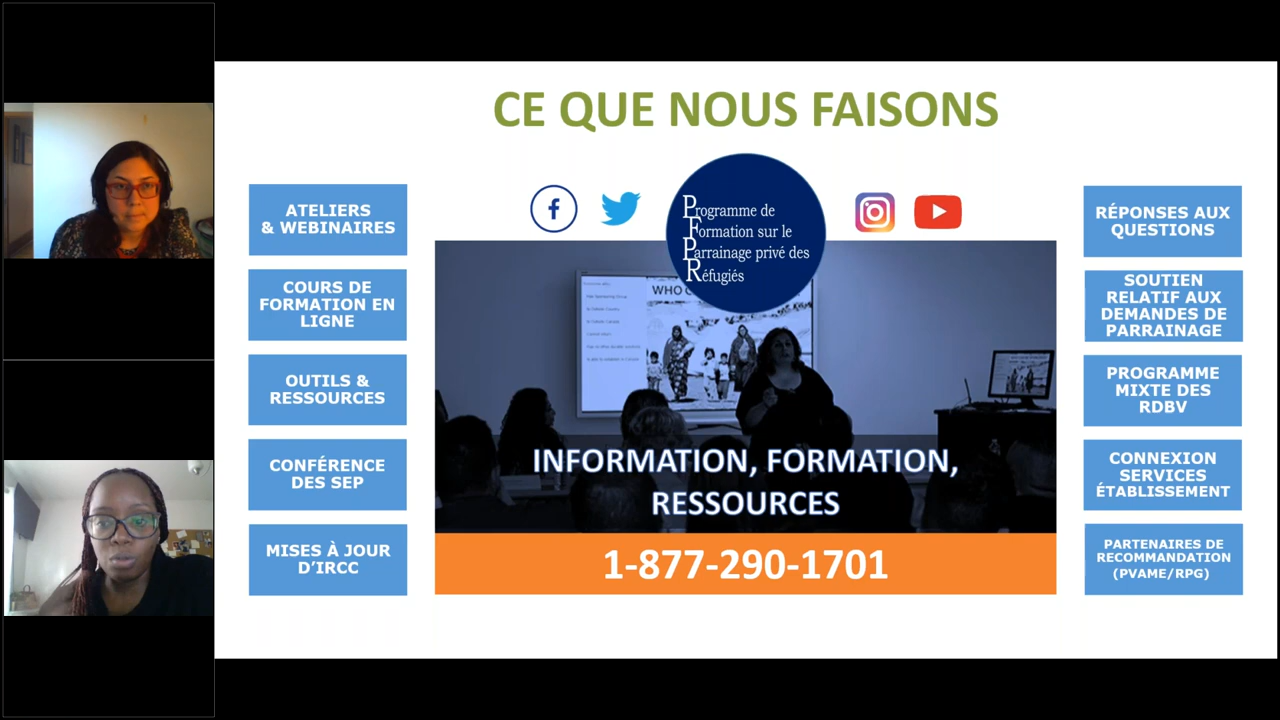 CE QUE NOUS FAISONS
Programme de
Formation sur le
Parrainage privé des
Réfugiés
ATELIERS
& WEBINAIRES
COURS DE
FORMATION EN
LIGNE
OUTILS &
RESSOURCES
CONFÉRENCE
DES SEP
MISES À JOUR
D'IRCC
WHO
INFORMATION, FORMATION,
RESSOURCES
1-877-290-1701
RÉPONSES AUX
QUESTIONS
SOUTIEN
RELATIF AUX
DEMANDES DE
PARRAINAGE
PROGRAMME
MIXTE DES
RDBV
CONNEXION
SERVICES
ÉTABLISSEMENT
PARTENAIRES DE
RECOMMANDATION
(PVAME/RPG)